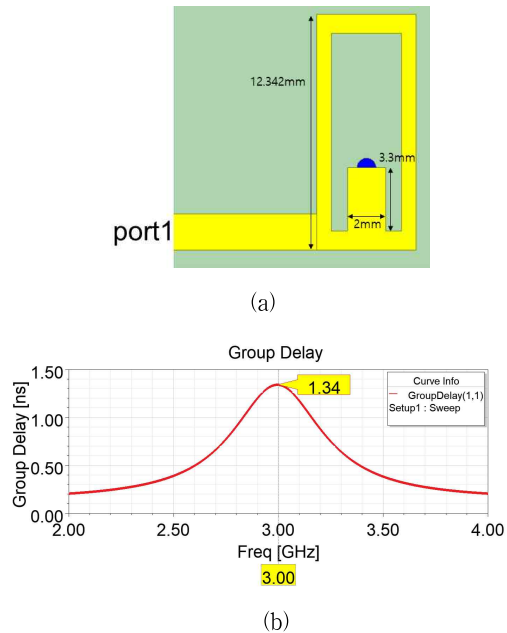 12.342mm
3.3mm
2mm
port1
(a)
Group Delay
1.50
1.34
Curve Info
GroupDelay(1,1)
Setup1 : Sweep
1.00
0.50
0.00
Group Delay [ns]
2.00 2.50 3.00 3.50 4.00
Freq [GHz]
3.00
(b)